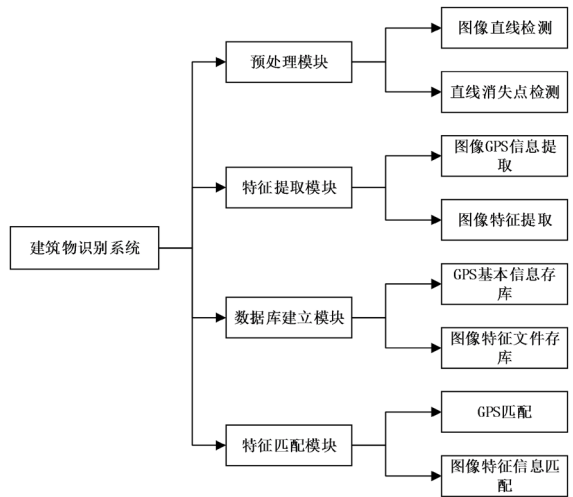 图像直线检测
预处理模块
直线消失点检测
图像GPS信息提
取
特征提取模块
图像特征提取
建筑物识别系统
GPS基本信息存
库
数据库建立模块
图像特征文件存
库
GPS匹配
特征匹配模块
图像特征信息匹
配